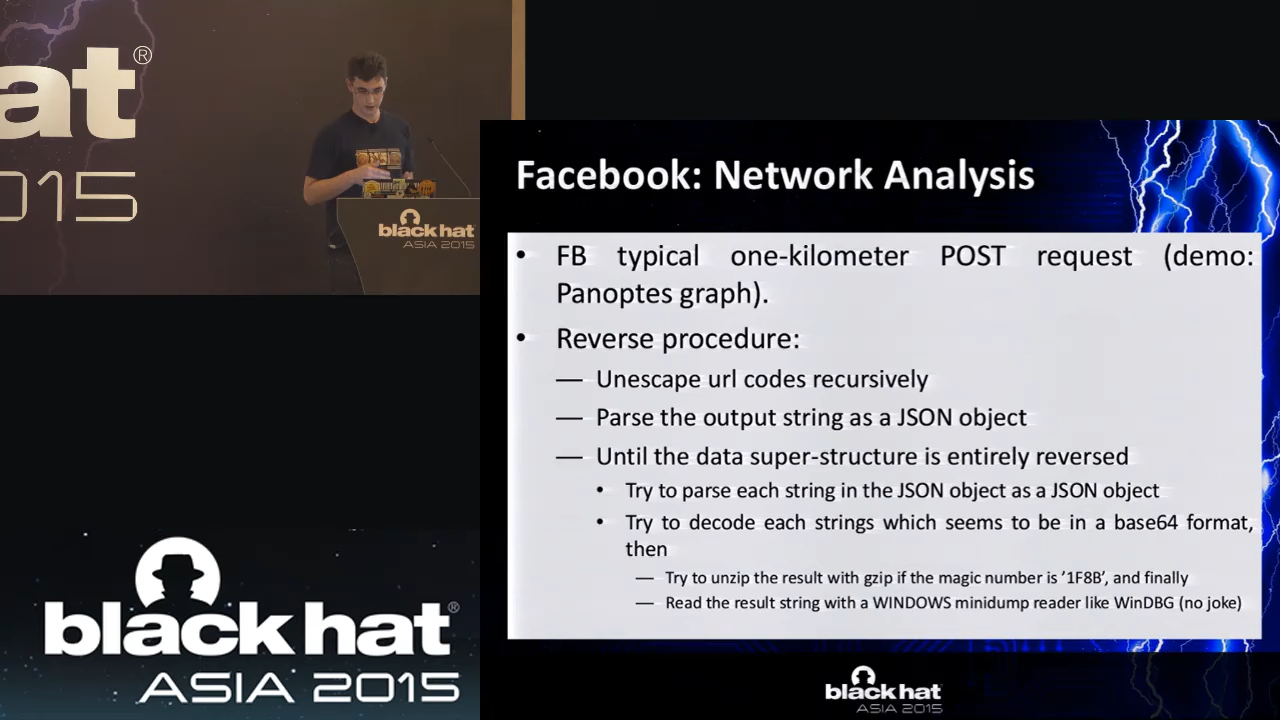 at®
015
black hat
ASIA 2015
Facebook: Network Analysis
• FB typical one-kilometer POST request (demo:
Panoptes graph).
• Reverse procedure:
— Unescape url codes recursively
— Parse the output string as a JSON object
— Until the data super-structure is entirely reversed
• Try to parse each string in the JSON object as a JSON object
• Try to decode each strings which seems to be in a base64 format,
then
— Try to unzip the result with gzip if the magic number is ’1F8B’, and finally
— Read the result string with a WINDOWS minidump reader like WinDBG (no joke)
black hat®
ASIA 2015
black hat
ASIA 2015